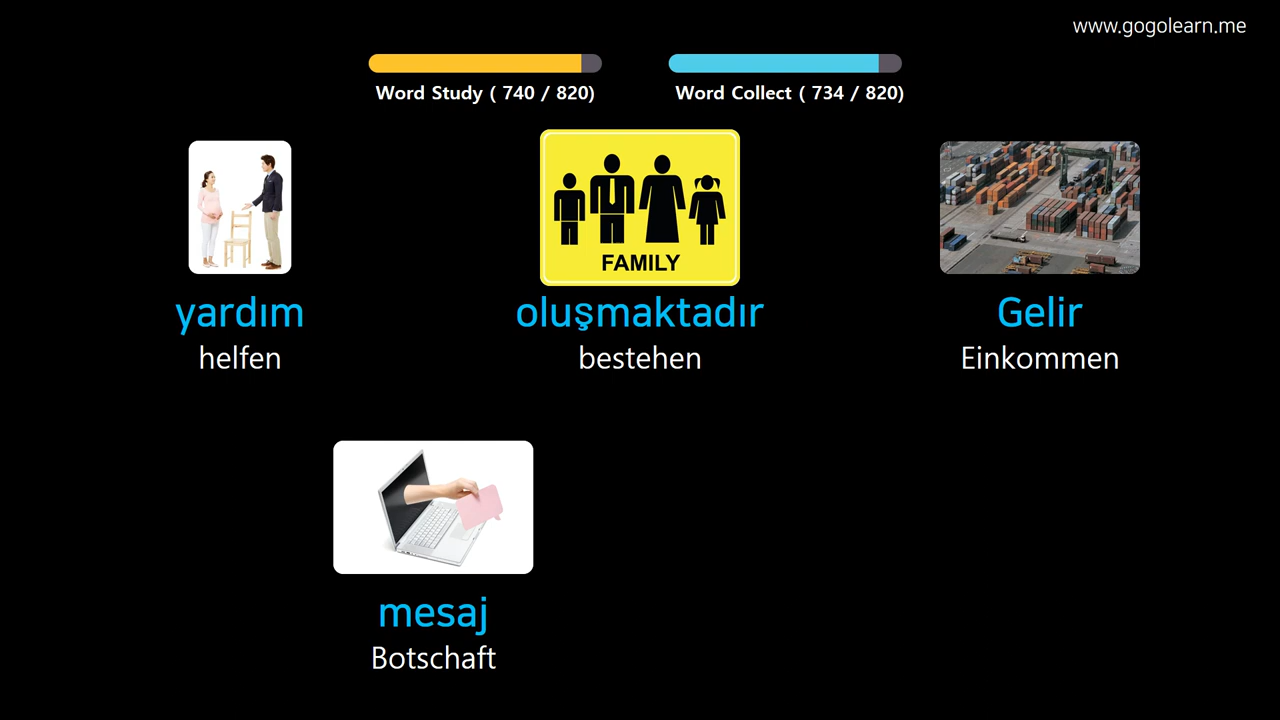 www.gogolearn.me
Word Study ( 740 / 820)
Word Collect ( 734 / 820)
FAMILY
yardım
oluşmaktadır
Gelir
helfen
bestehen
Einkommen
mesaj
Botschaft